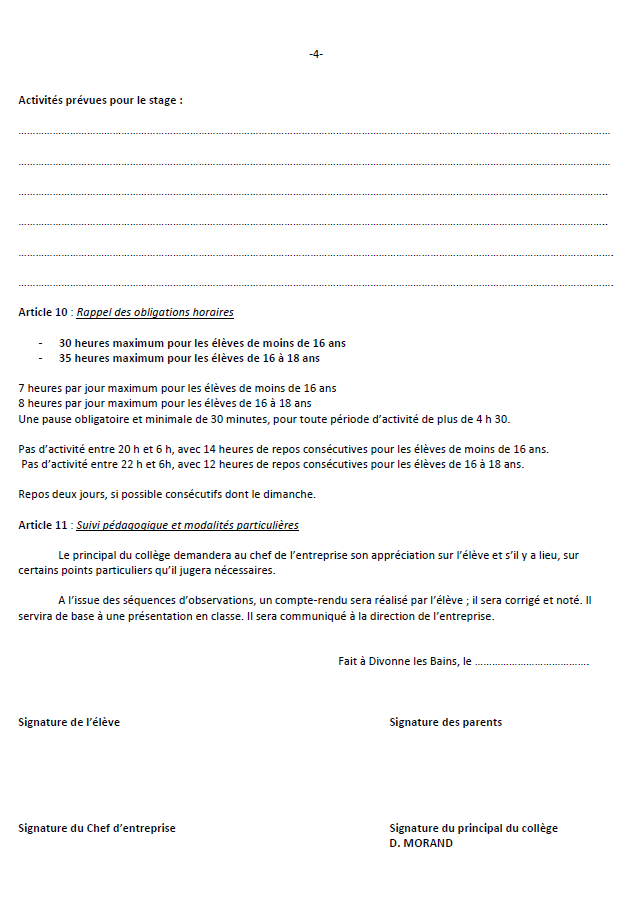 -4-
Activités prévues pour le stage :
……………………………………………………………………………………………………………………………………………………………………
……………………………………………………………………………………………………………………………………………………………………
……………………………………………………………………………………………………………………………………………………………………
……………………………………………………………………………………………………………………………………………………………………
……………………………………………………………………………………………………………………………………………………………………
……………………………………………………………………………………………………………………………………………………………………
Article 10 : Rappel des obligations horaires
- 30 heures maximum pour les élèves de moins de 16 ans
- 35 heures maximum pour les élèves de 16 à 18 ans
7 heures par jour maximum pour les élèves de moins de 16 ans
8 heures par jour maximum pour les élèves de 16 à 18 ans
Une pause obligatoire et minimale de 30 minutes, pour toute période d’activité de plus de 4 h 30.
Pas d’activité entre 20 h et 6 h, avec 14 heures de repos consécutives pour les élèves de moins de 16 ans.
Pas d’activité entre 22 h et 6h, avec 12 heures de repos consécutives pour les élèves de 16 à 18 ans.
Repos deux jours, si possible consécutifs dont le dimanche.
Article 11 : Suivi pédagogique et modalités particulières
Le principal du collège demandera au chef de l’entreprise son appréciation sur l’élève et s’il y a lieu, sur
certains points particuliers qu’il jugera nécessaires.
A l’issue des séquences d’observations, un compte-rendu sera réalisé par l’élève ; il sera corrigé et noté. Il
servira de base à une présentation en classe. Il sera communiqué à la direction de l’entreprise.
Fait à Divonne les Bains, le ………………………………….
Signature de l’élève
Signature des parents
Signature du Chef d’entreprise
Signature du principal du collège
D. MORAND